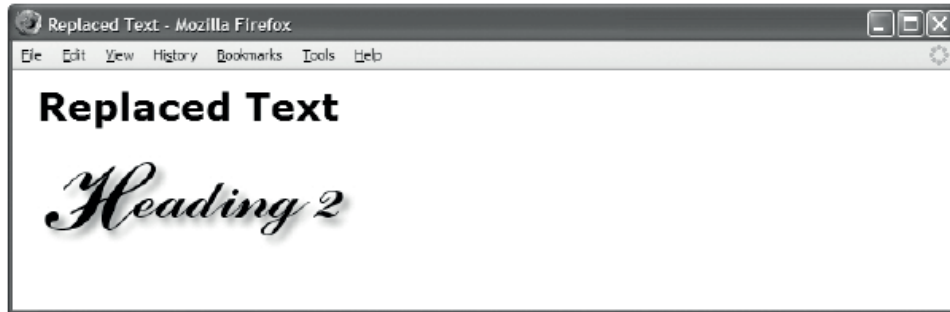 Replaced Text - Mozilla Firefox
File Edit View History Bookmarks Tools Help
Replaced Text
Heading 2